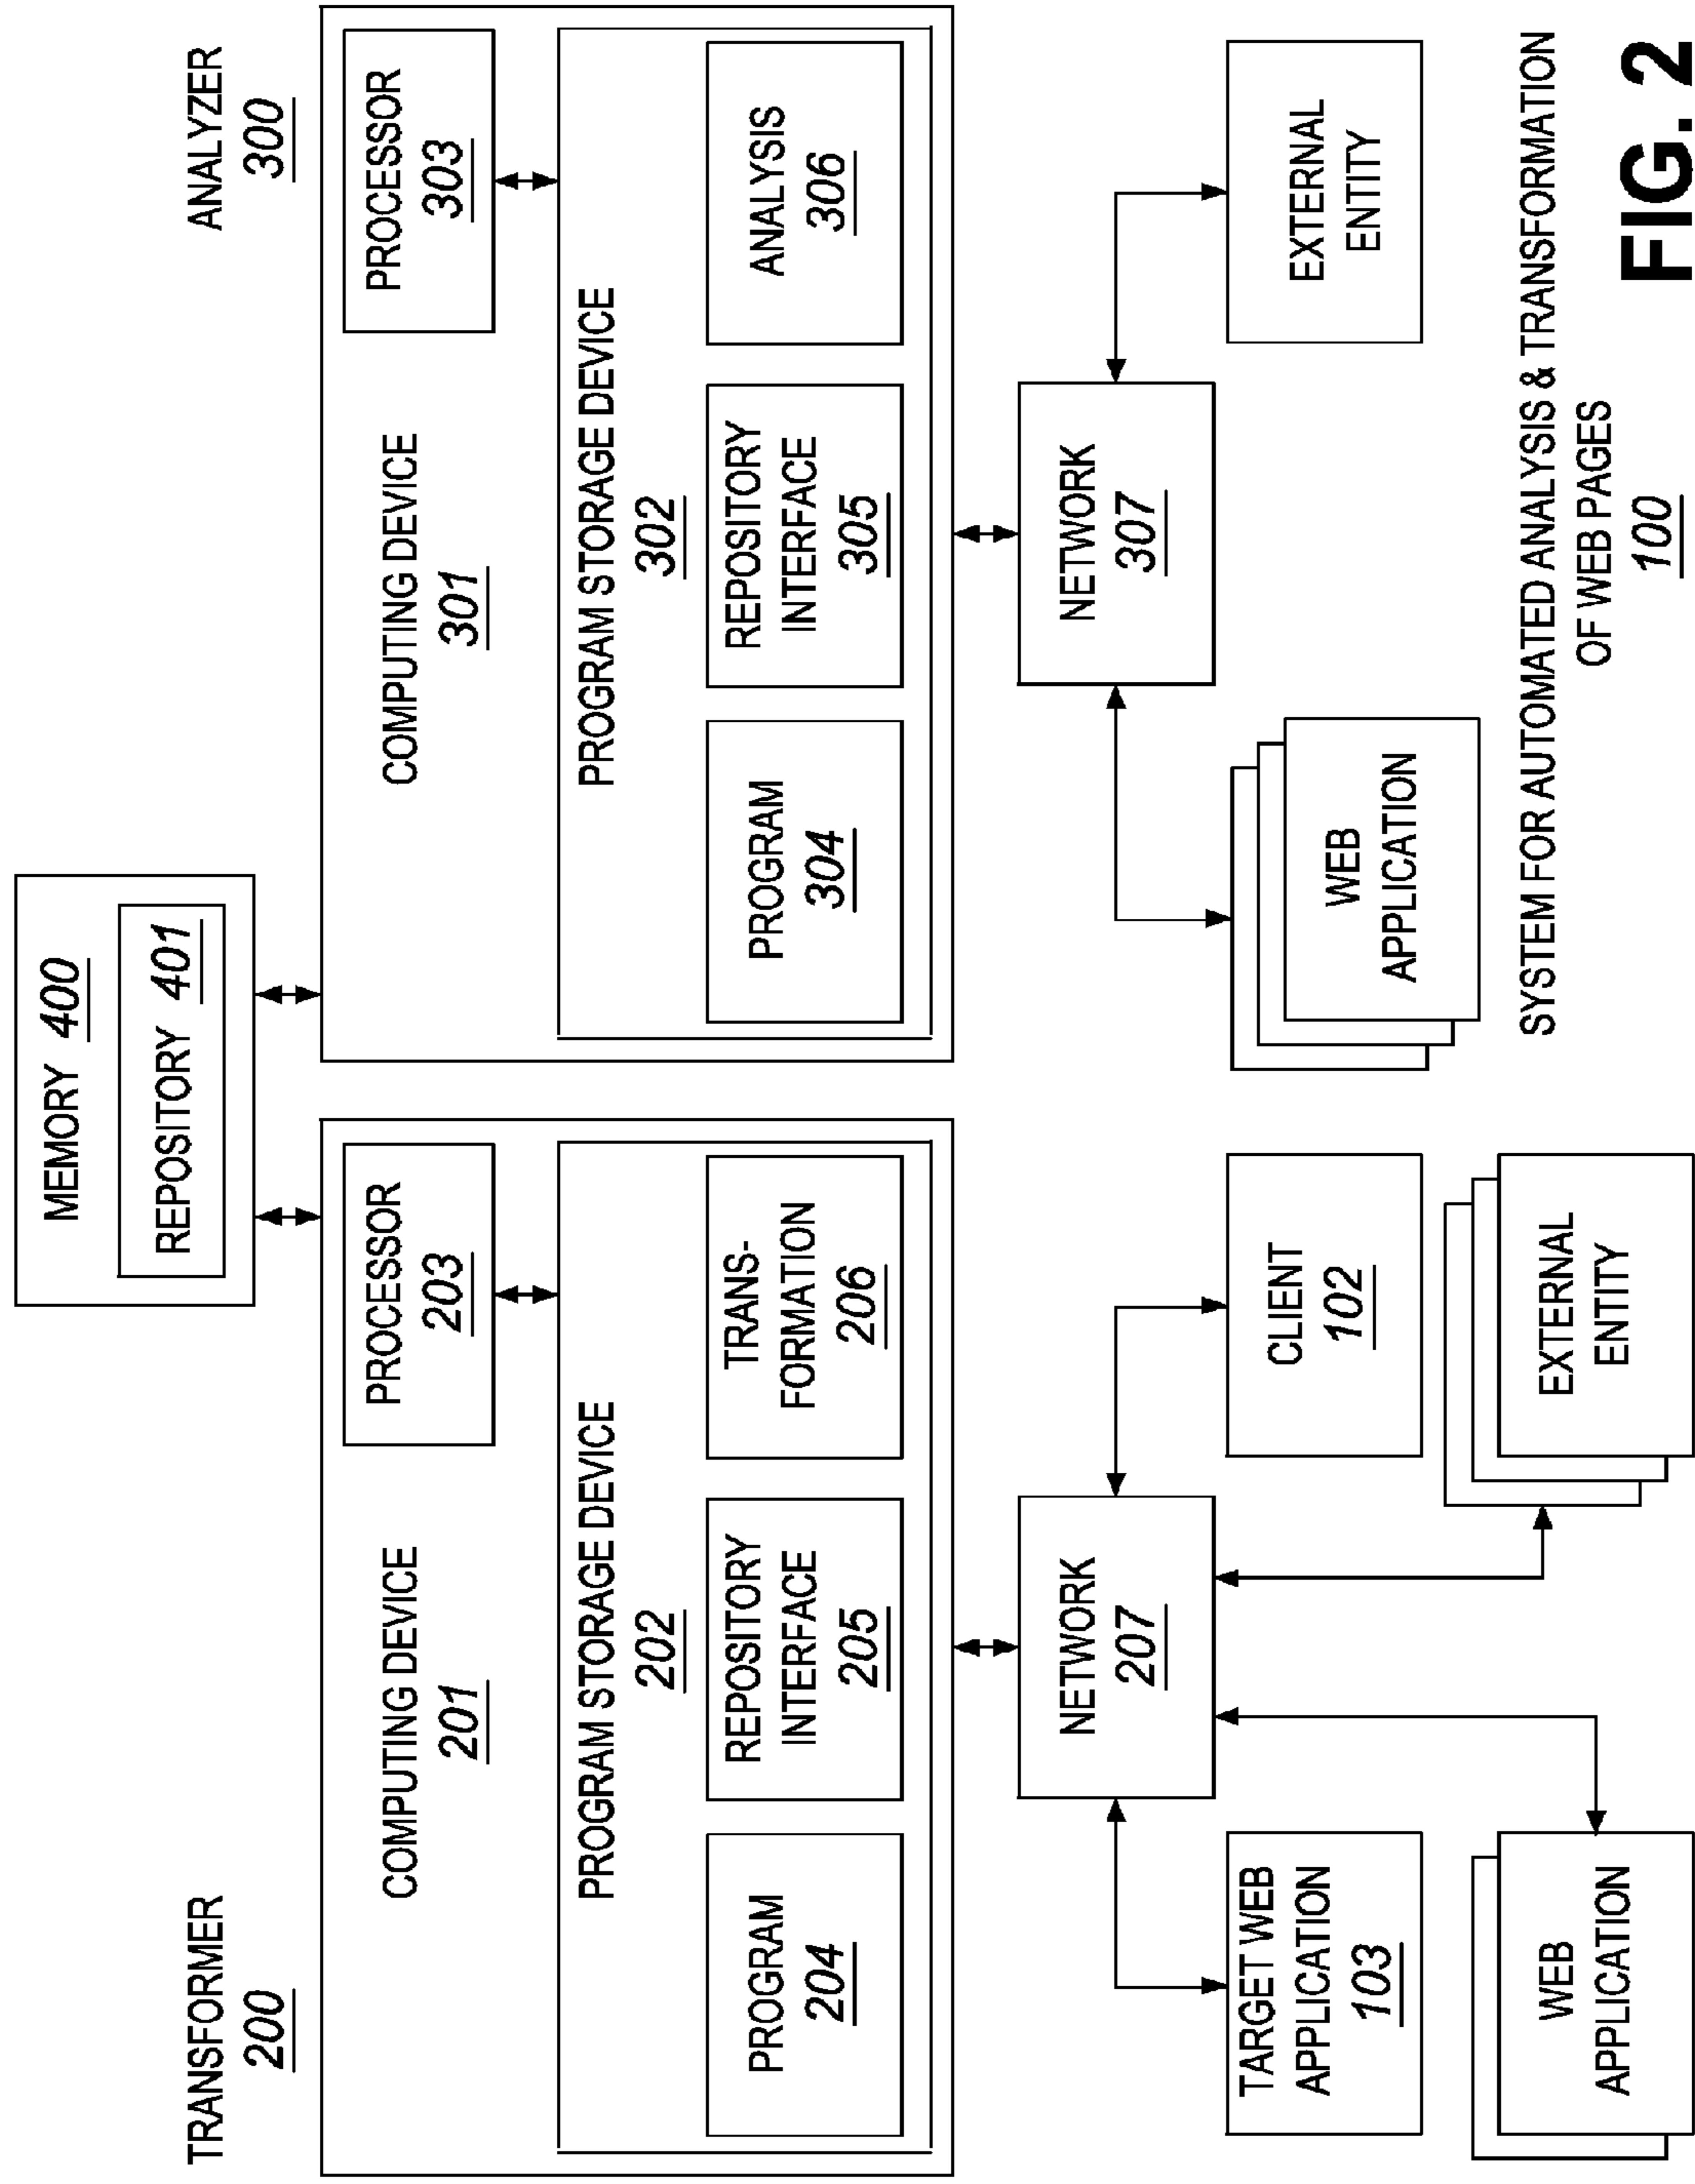 MEMORY 400
REPOSITORY 401
TRANSFORMER
200
ANALYZER
300
COMPUTING DEVICE
201
PROCESSOR
203
PROGRAM STORAGE DEVICE
202
PROGRAM
204
REPOSITORY
INTERFACE
205
TRANS-
FORMATION
206
COMPUTING DEVICE
301
PROCESSOR
303
PROGRAM STORAGE DEVICE
302
PROGRAM
304
REPOSITORY
INTERFACE
305
ANALYSIS
306
NETWORK
207
NETWORK
307
TARGET WEB
APPLICATION
103
CLIENT
102
WEB
APPLICATION
EXTERNAL
ENTITY
WEB
APPLICATION
EXTERNAL
ENTITY
SYSTEM FOR AUTOMATED ANALYSIS & TRANSFORMATION
OF WEB PAGES
100
FIG. 2